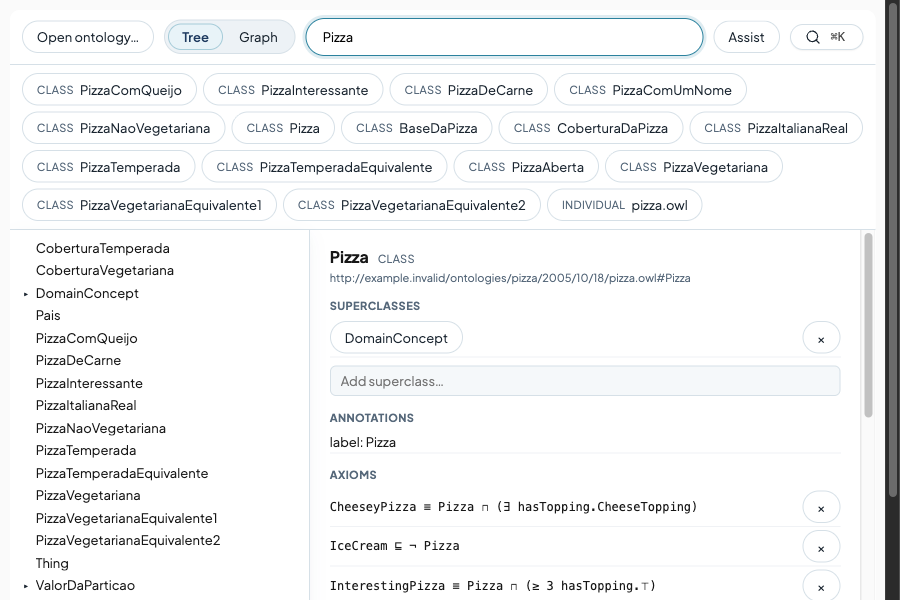 Open ontology... Tree Graph Pizza Assist ⌘K
CLASS PizzaComQueijo CLASS PizzaInteressante CLASS PizzaDeCarne CLASS PizzaComUmNome
CLASS PizzaNaoVegetariana CLASS Pizza CLASS BaseDaPizza CLASS CoberturaDaPizza CLASS PizzaItalianaReal
CLASS PizzaTemperada CLASS PizzaTemperadaEquivalente CLASS PizzaAberta CLASS PizzaVegetariana
CLASS PizzaVegetarianaEquivalente1 CLASS PizzaVegetarianaEquivalente2 INDIVIDUAL pizza.owl
CoberturaTemperada
CoberturaVegetariana
▸ DomainConcept
Pais
PizzaComQueijo
PizzaDeCarne
PizzaInteressante
PizzaItalianaReal
PizzaNaoVegetariana
PizzaTemperada
PizzaTemperadaEquivalente
PizzaVegetariana
PizzaVegetarianaEquivalente1
PizzaVegetarianaEquivalente2
Thing
▸ ValorDaParticao
Pizza CLASS
http://example.invalid/ontologies/pizza/2005/10/18/pizza.owl#Pizza
SUPERCLASSES
DomainConcept ×
Add superclass...
ANNOTATIONS
label: Pizza
AXIOMS
CheeseyPizza ≡ Pizza ⊓ (∃ hasTopping.CheeseTopping) ×
IceCream ⊑ ¬ Pizza ×
InterestingPizza ≡ Pizza ⊓ (≥ 3 hasTopping.⊤) ×